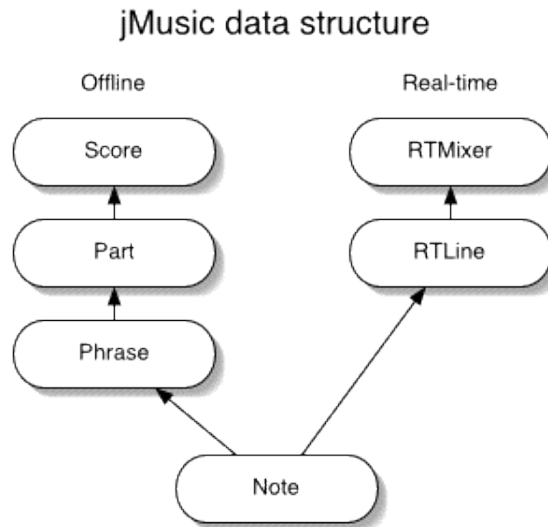 jMusic data structure
Offline
Real-time
Score
RTMixer
Part
RTLine
Phrase
Note